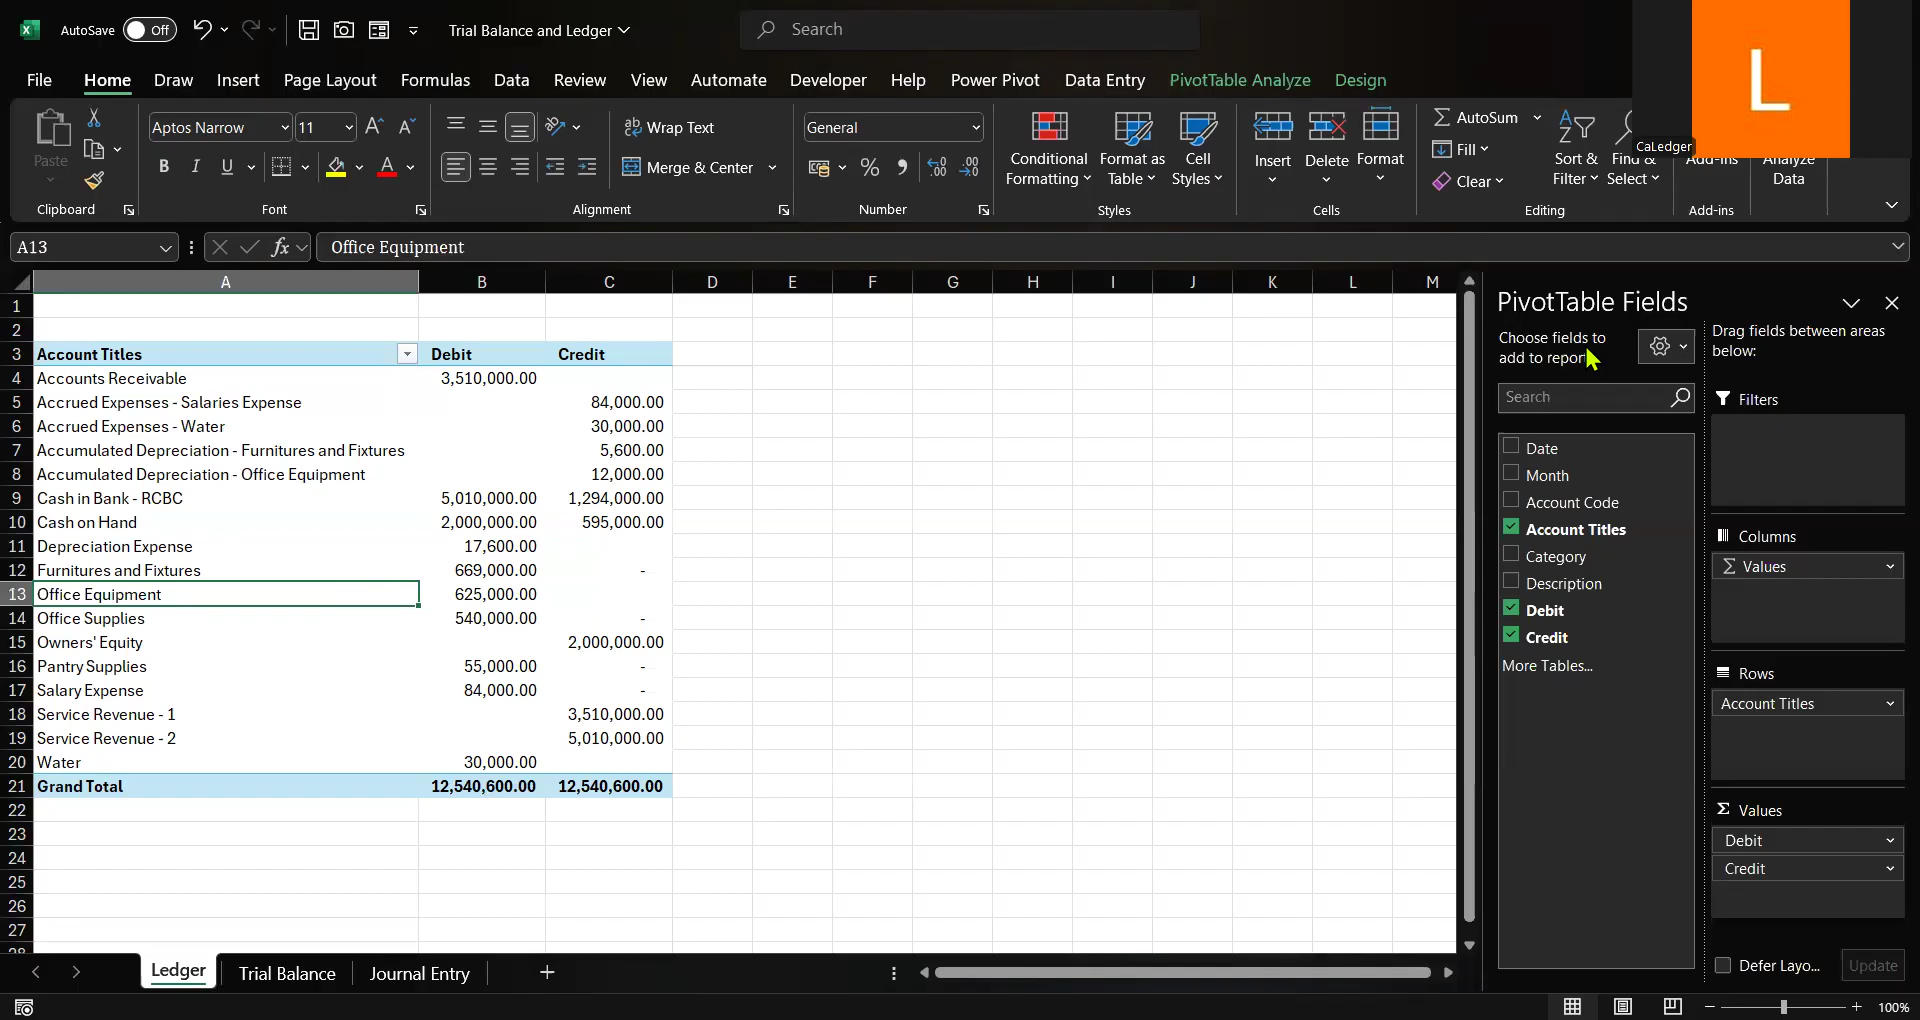 AutoSave Off Trial Balance and Ledger Search
L
CaLedger
File Home Draw Insert Page Layout Formulas Data Review View Automate Developer Help Power Pivot Data Entry PivotTable Analyze Design
Paste
Clipboard
Aptos Narrow 11
B I U
Font
Wrap Text
Merge & Center
Alignment
General
Number
Conditional Formatting
Format as Table
Cell Styles
Styles
Insert Delete Format
Cells
AutoSum
Fill
Clear
Sort & Filter
Find & Select
Editing
Add-ins
Add-ins
Analyze Data
A13 fx Office Equipment
A B C D E F G H I J K L M
1
2
3 Account Titles Debit Credit
4 Accounts Receivable 3,510,000.00
5 Accrued Expenses - Salaries Expense 84,000.00
6 Accrued Expenses - Water 30,000.00
7 Accumulated Depreciation - Furnitures and Fixtures 5,600.00
8 Accumulated Depreciation - Office Equipment 12,000.00
9 Cash in Bank - RCBC 5,010,000.00 1,294,000.00
10 Cash on Hand 2,000,000.00 595,000.00
11 Depreciation Expense 17,600.00
12 Furnitures and Fixtures 669,000.00 -
13 Office Equipment 625,000.00
14 Office Supplies 540,000.00 -
15 Owners' Equity 2,000,000.00
16 Pantry Supplies 55,000.00 -
17 Salary Expense 84,000.00 -
18 Service Revenue - 1 3,510,000.00
19 Service Revenue - 2 5,010,000.00
20 Water 30,000.00
21 Grand Total 12,540,600.00 12,540,600.00
22
23
24
25
26
27
28
PivotTable Fields
Choose fields to
add to report
Search
Date
Month
Account Code
Account Titles
Category
Description
Debit
Credit
More Tables...
Drag fields between areas
below:
Filters
Columns
Σ Values
Rows
Account Titles
Σ Values
Debit
Credit
Defer Layo... Update
Ledger Trial Balance Journal Entry
100%